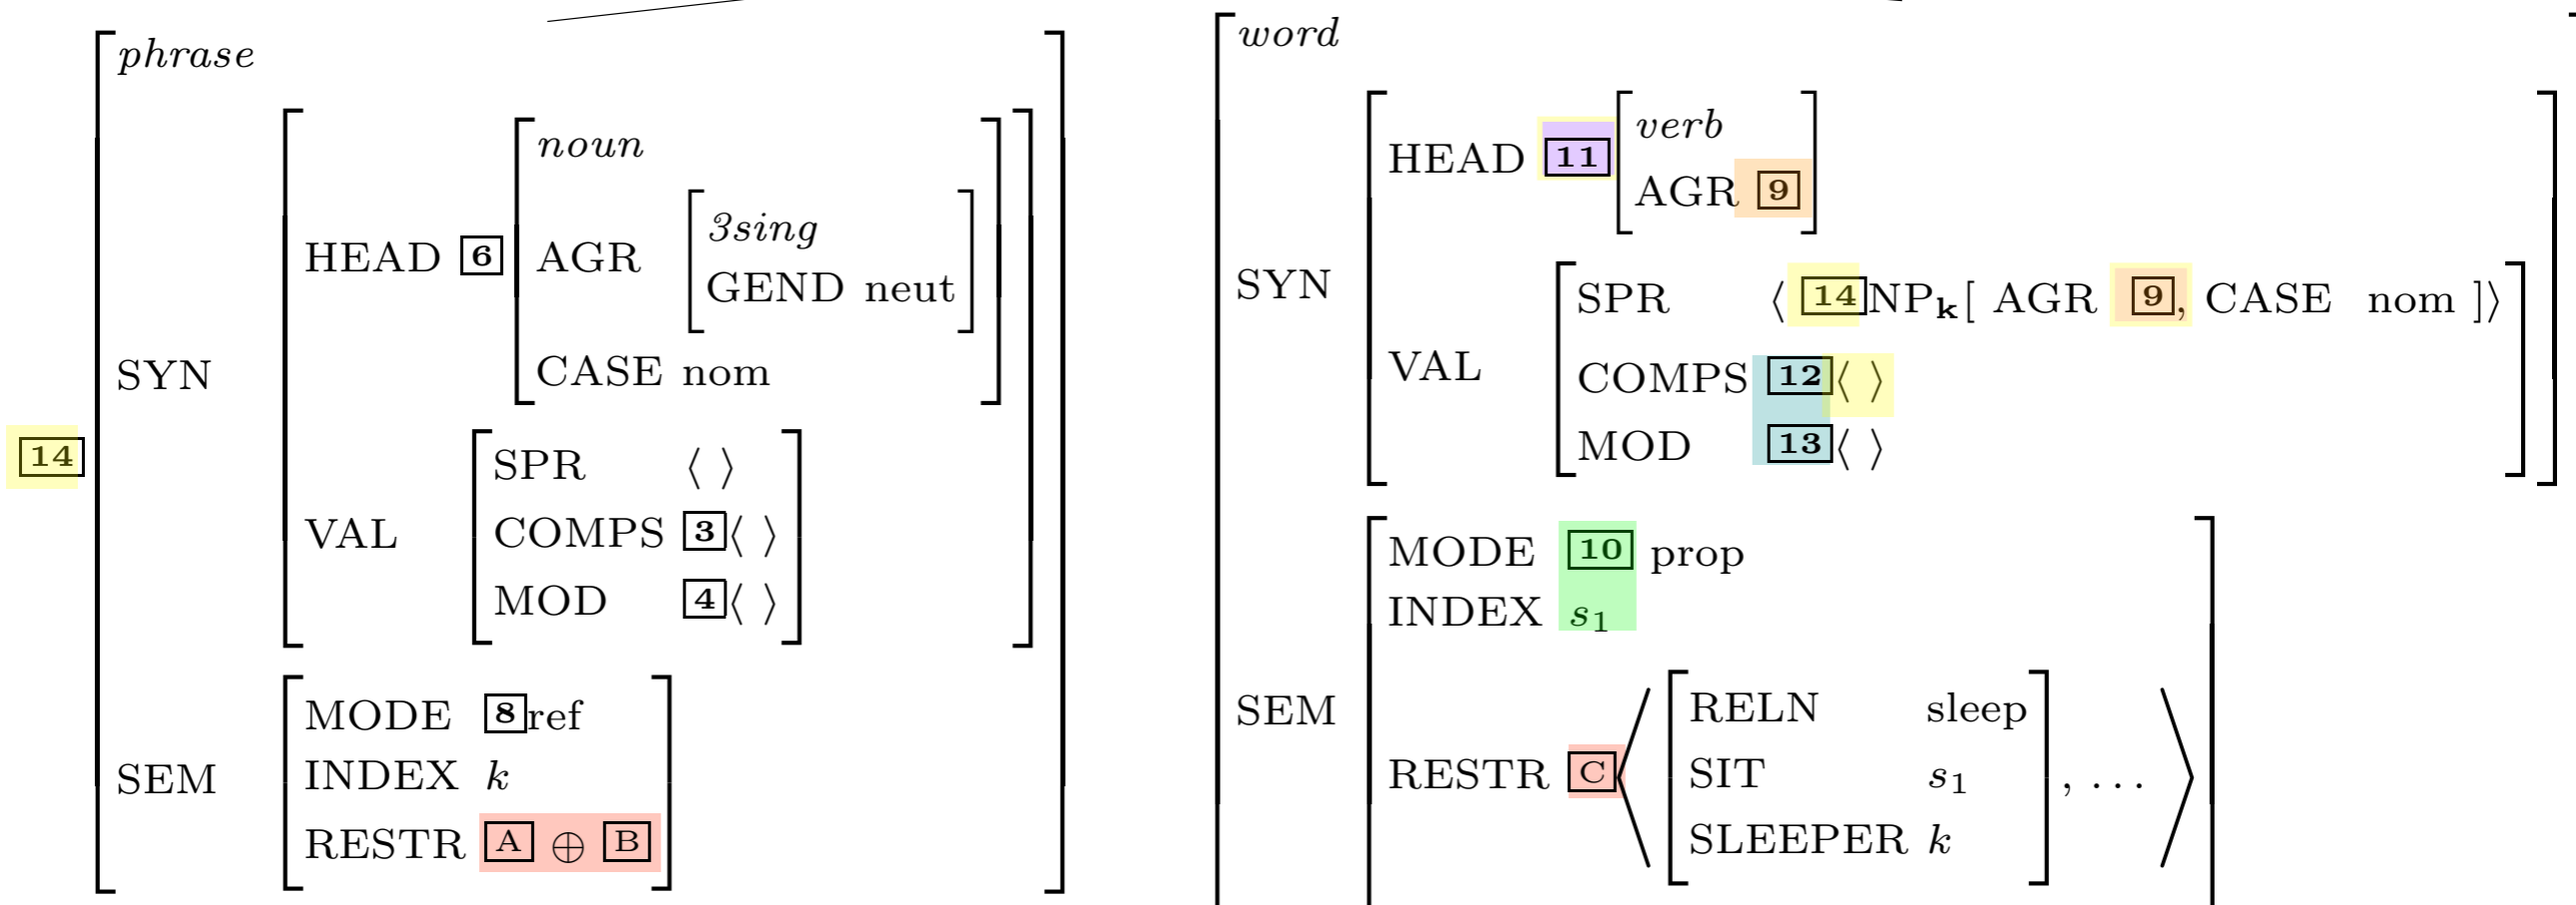 phrase
SYN
HEAD 6
noun
AGR
3sing
GEND neut
CASE nom
VAL
SPR ⟨ ⟩
COMPS 3⟨ ⟩
MOD 4⟨ ⟩
14
SEM
MODE 8ref
INDEX k
RESTR A ⊕ B
word
SYN
HEAD 11
verb
AGR 9
VAL
SPR ⟨ 14NPk[ AGR 9, CASE nom ]⟩
COMPS 12⟨ ⟩
MOD 13⟨ ⟩
SEM
MODE 10 prop
INDEX s1
RESTR C
RELN sleep
SIT s1
SLEEPER k
, ...